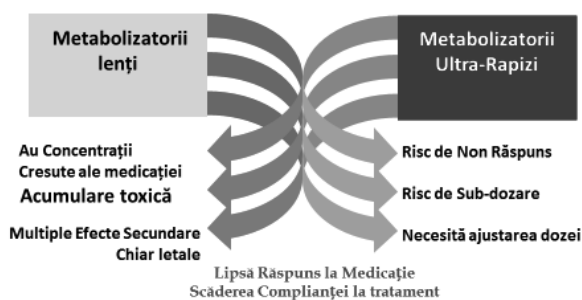 Metabolizatorii
lenți
Metabolizatorii
Ultra-Rapizi
Au Concentrații
Cresute ale medicației
Acumulare toxică
Multiple Efecte Secundare
Chiar letale
Risc de Non Răspuns
Risc de Sub-dozare
Necesită ajustarea dozei
Lipsă Răspuns la Medicație
Scăderea Complianței la tratament